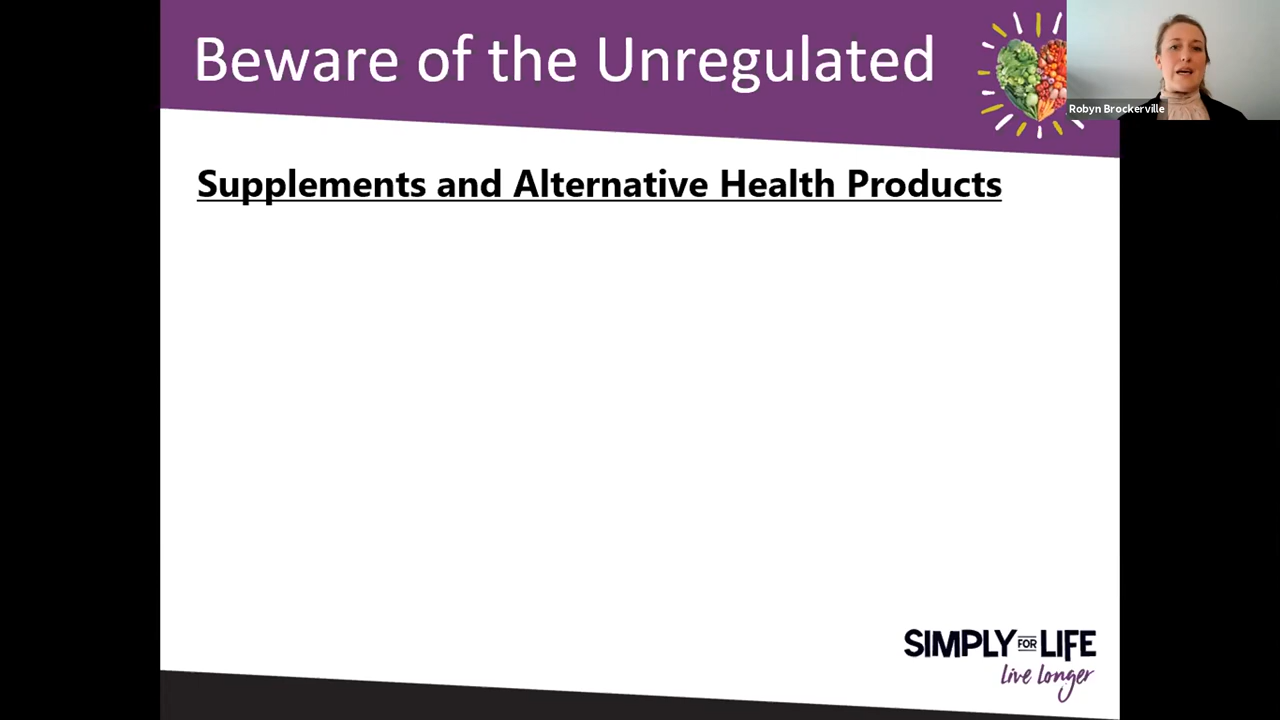 Beware of the Unregulated
Robyn Brockerville
Supplements and Alternative Health Products
SIMPLY FOR LIFE
live longer